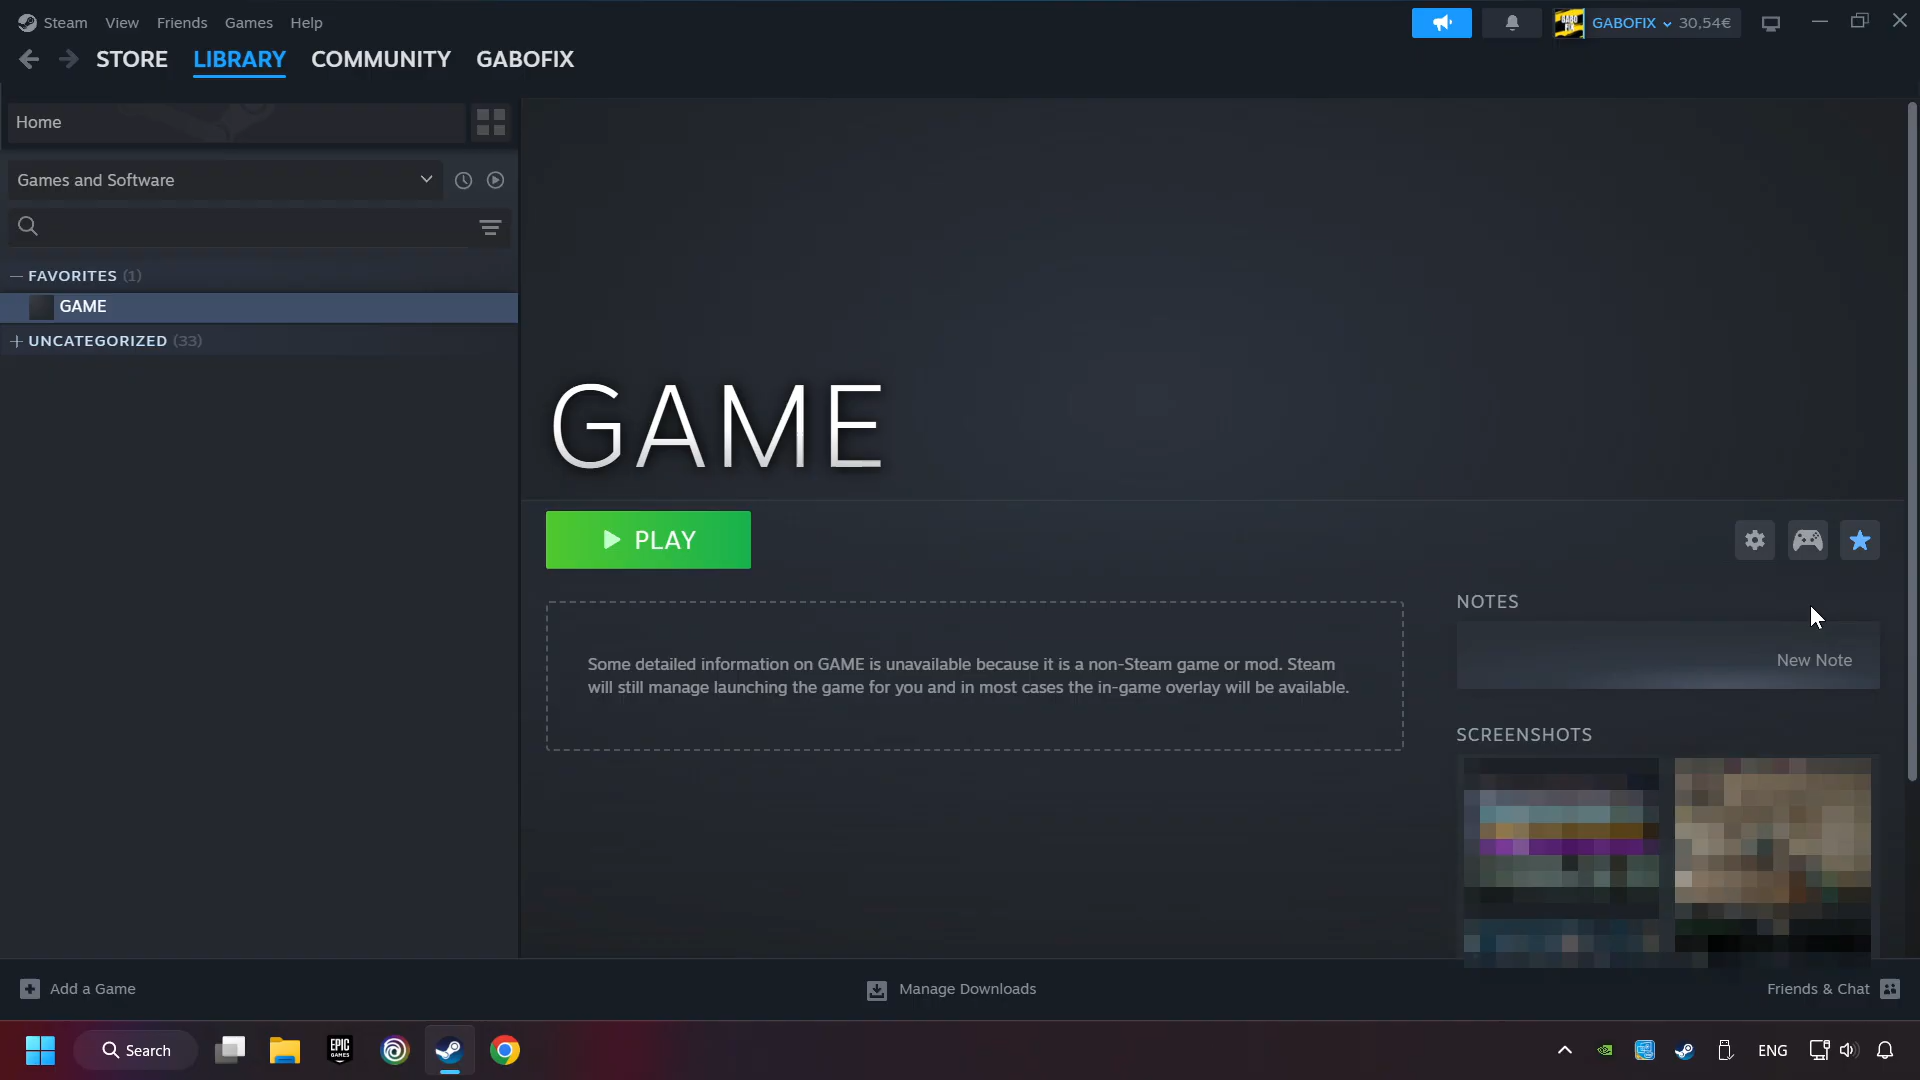 Steam View Friends Games Help
GABOFIX 30,54€
STORE LIBRARY COMMUNITY GABOFIX
Home
Games and Software
FAVORITES (1)
GAME
UNCATEGORIZED (33)
GAME
PLAY
NOTES
New Note
Some detailed information on GAME is unavailable because it is a non-Steam game or mod. Steam
will still manage launching the game for you and in most cases the in-game overlay will be available.
SCREENSHOTS
Add a Game
Manage Downloads
Friends & Chat
Search
EPIC
GAMES
ENG